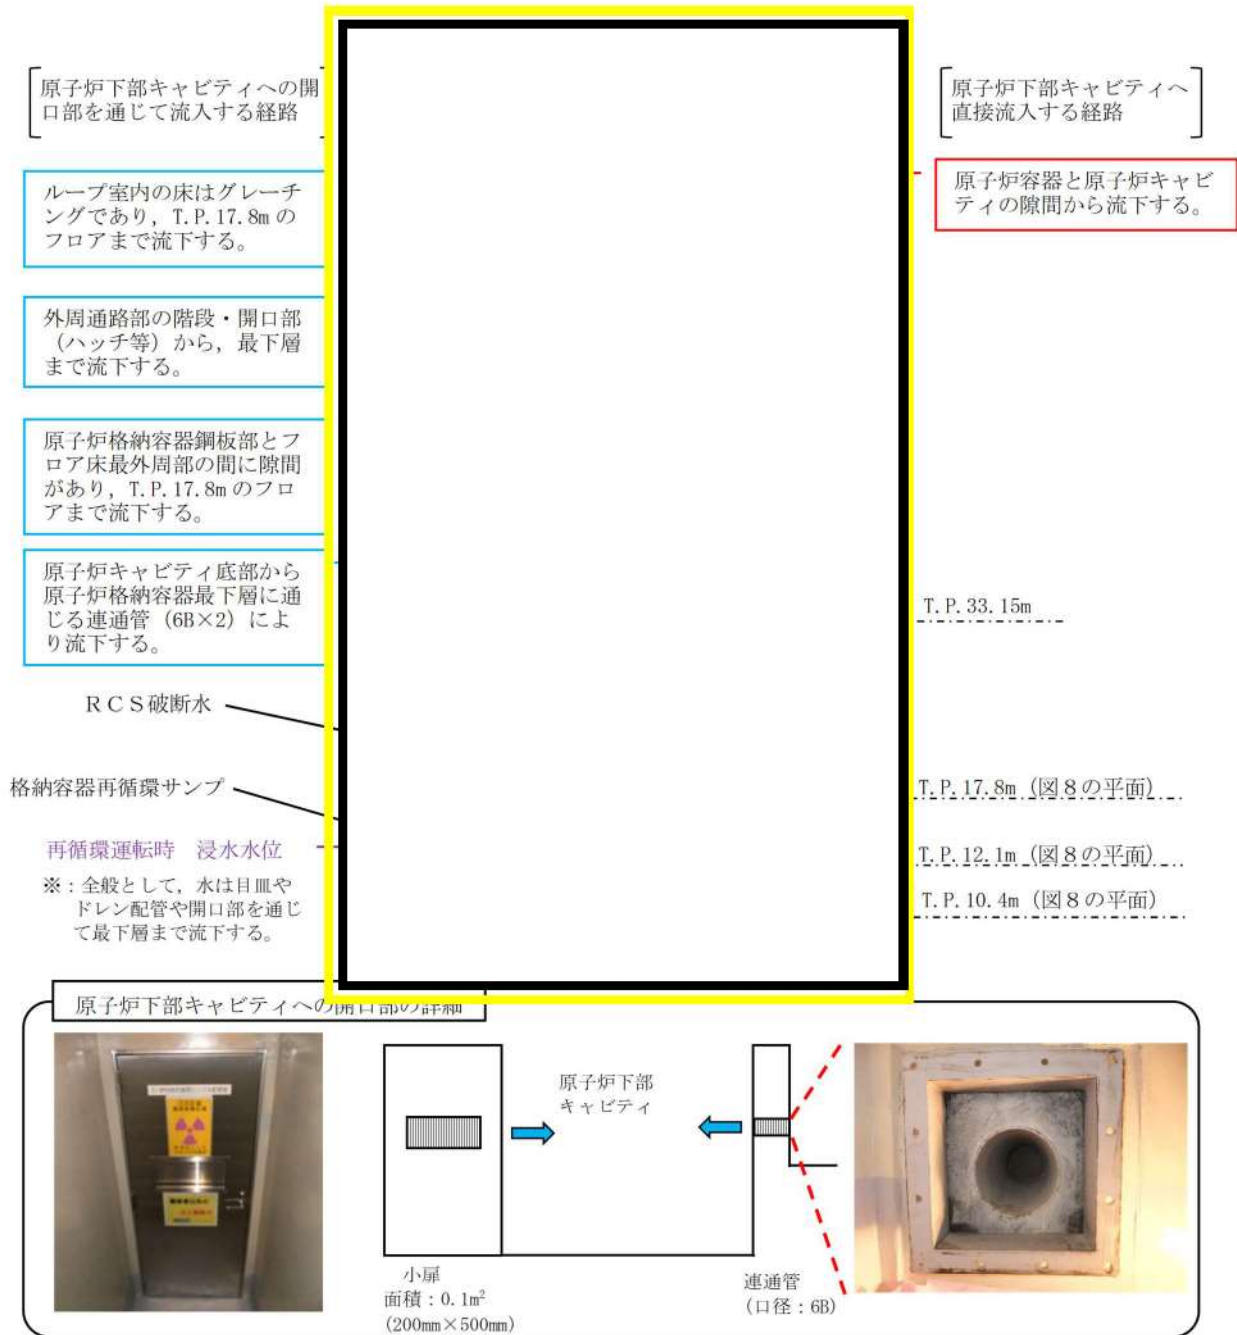 原子炉下部キャビティへの開
口部を通じて流入する経路
ループ室内の床はグレーチ
ングであり，T.P.17.8m の
フロアまで流下する。
外周通路部の階段・開口部
（ハッチ等）から，最下層
まで流下する。
原子炉格納容器鋼板部とフ
ロア床最外周部の間に隙間
があり，T.P.17.8m のフロ
アまで流下する。
原子炉キャビティ底部から
原子炉格納容器最下層に通
じる連通管（6B×2）によ
り流下する。
ＲＣＳ破断水
格納容器再循環サンプ
再循環運転時　浸水水位
※：全般として，水は目皿や
ドレン配管や開口部を通じ
て最下層まで流下する。
原子炉下部キャビティへ
直接流入する経路
原子炉容器と原子炉キャビ
ティの隙間から流下する。
T.P.33.15m
T.P.17.8m（図８の平面）
T.P.12.1m（図８の平面）
T.P.10.4m（図８の平面）
原子炉下部キャビティへの開口部の詳細
原子炉下部
キャビティ
小扉
面積：0.1m²
(200mm×500mm)
連通管
(口径：6B)